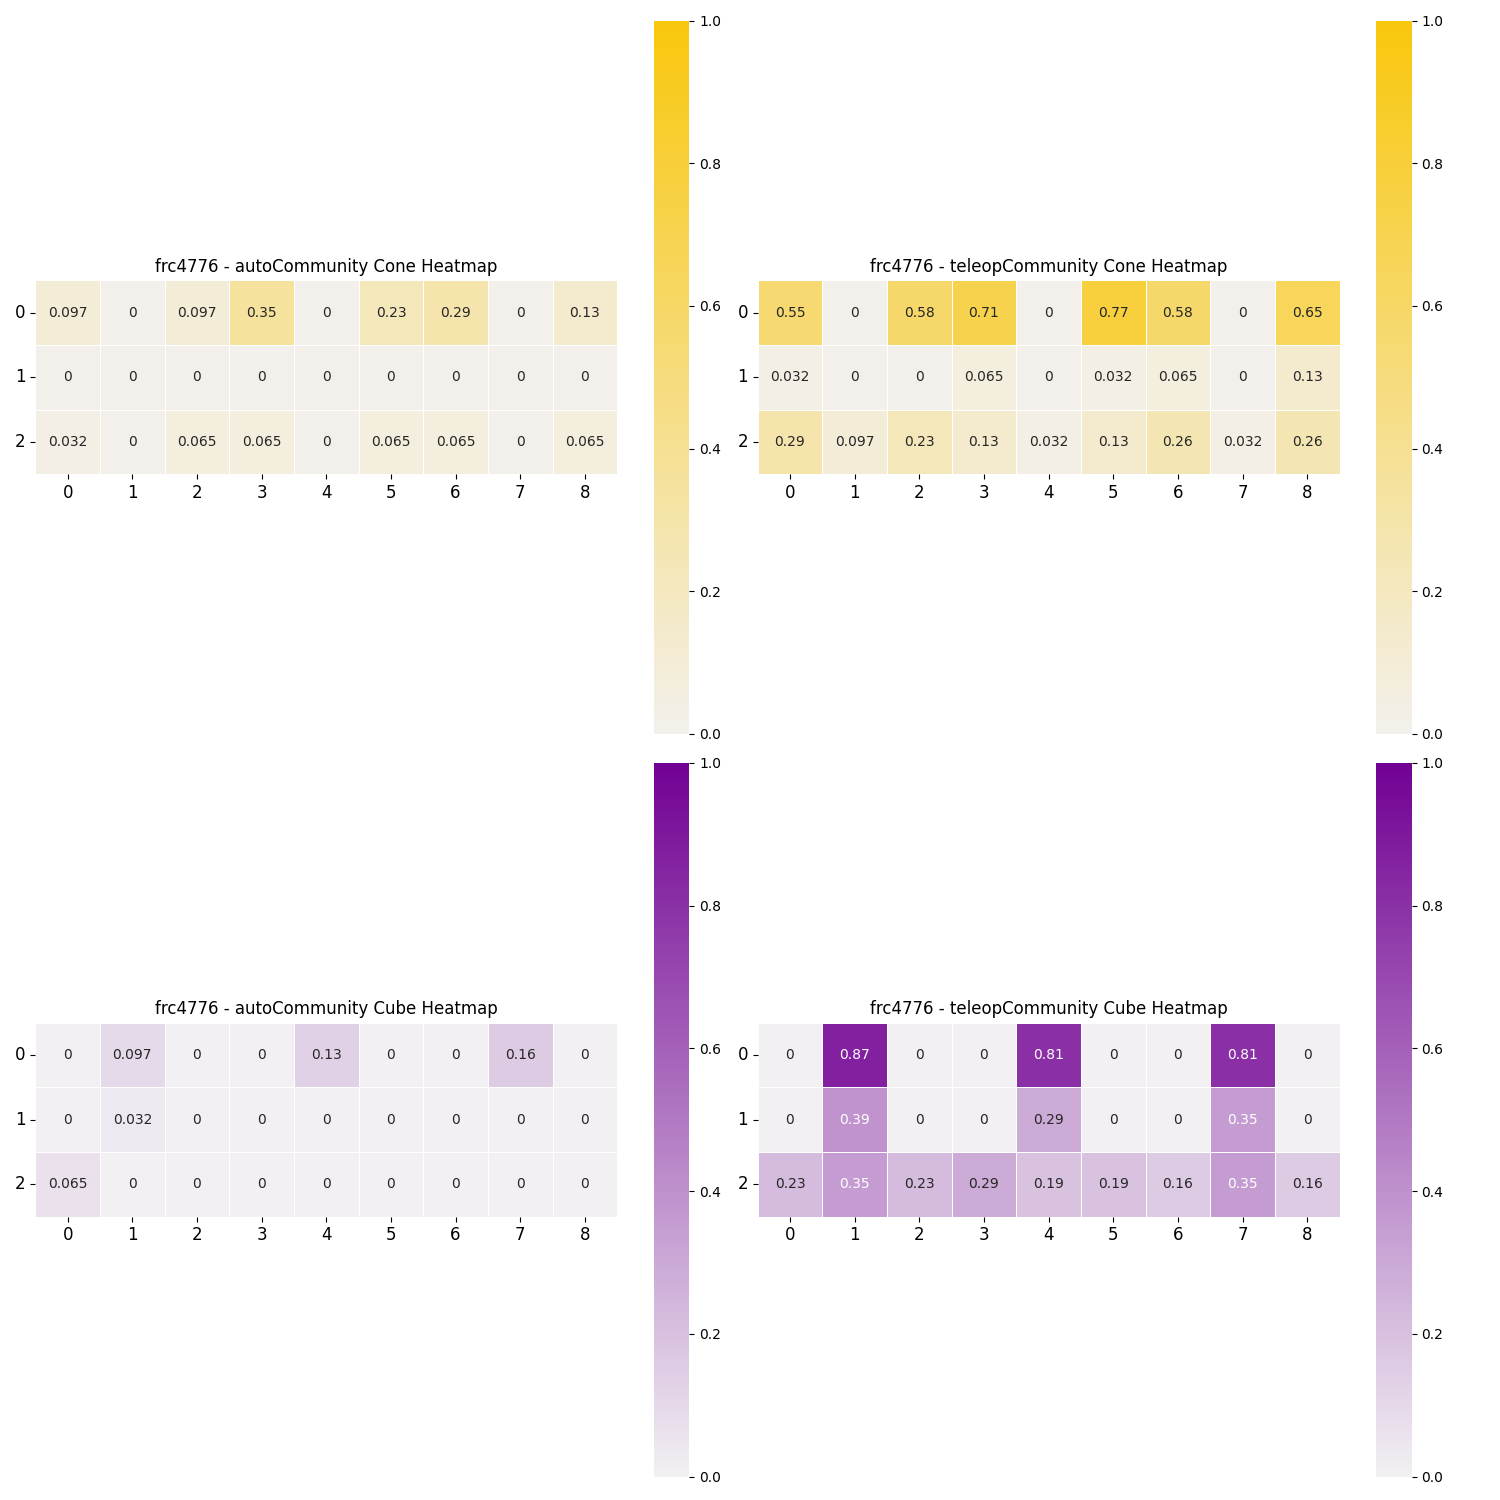 frc4776 - autoCommunity Cone Heatmap
0 0.097 0 0.097 0.35 0 0.23 0.29 0 0.13
1 0 0 0 0 0 0 0 0 0
2 0.032 0 0.065 0.065 0 0.065 0.065 0 0.065
0 1 2 3 4 5 6 7 8
1.0
0.8
0.6
0.4
0.2
0.0
frc4776 - teleopCommunity Cone Heatmap
0 0.55 0 0.58 0.71 0 0.77 0.58 0 0.65
1 0.032 0 0 0.065 0 0.032 0.065 0 0.13
2 0.29 0.097 0.23 0.13 0.032 0.13 0.26 0.032 0.26
0 1 2 3 4 5 6 7 8
1.0
0.8
0.6
0.4
0.2
0.0
frc4776 - autoCommunity Cube Heatmap
0 0 0.097 0 0 0.13 0 0 0.16 0
1 0 0.032 0 0 0 0 0 0 0
2 0.065 0 0 0 0 0 0 0 0
0 1 2 3 4 5 6 7 8
1.0
0.8
0.6
0.4
0.2
0.0
frc4776 - teleopCommunity Cube Heatmap
0 0 0.87 0 0 0.81 0 0 0.81 0
1 0 0.39 0 0 0.29 0 0 0.35 0
2 0.23 0.35 0.23 0.29 0.19 0.19 0.16 0.35 0.16
0 1 2 3 4 5 6 7 8
1.0
0.8
0.6
0.4
0.2
0.0